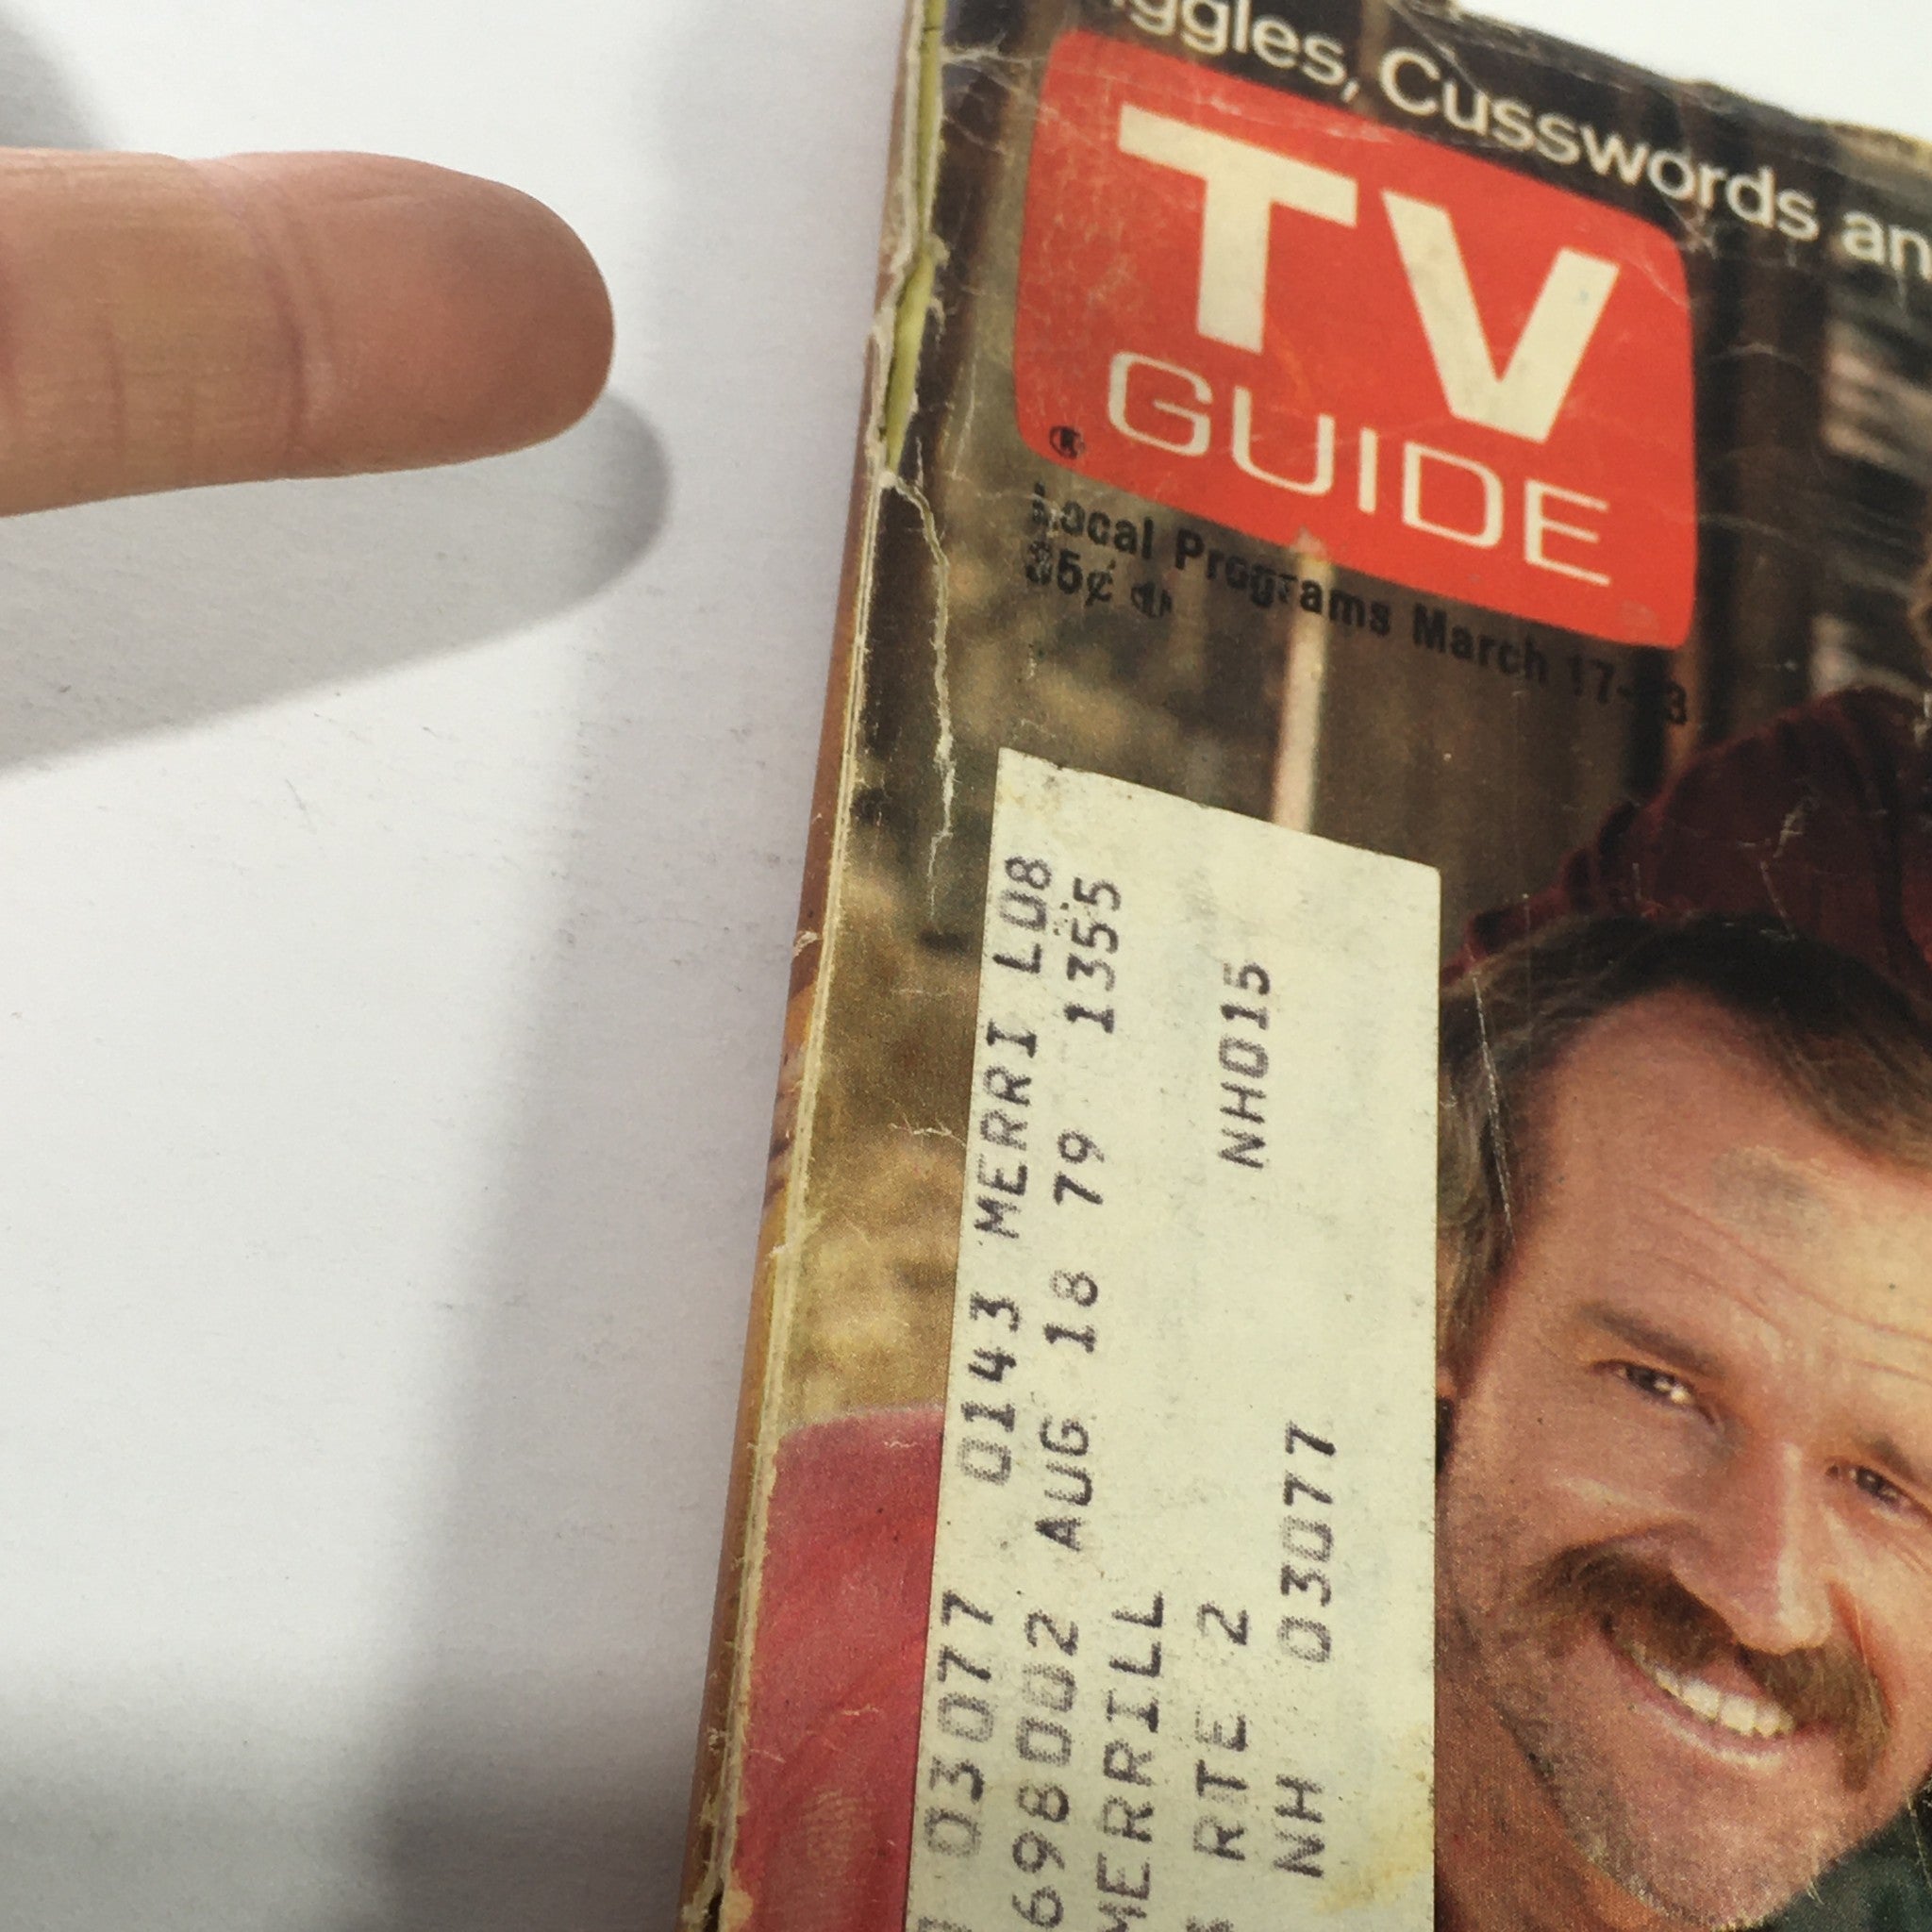 Cusswords
TV
GUIDE
Local Programs March 17-23
35¢
03077 0143 MERRI L08
698002 AUG 18 79 1355
MERRILL
RTE 2 NH015
NH 03077